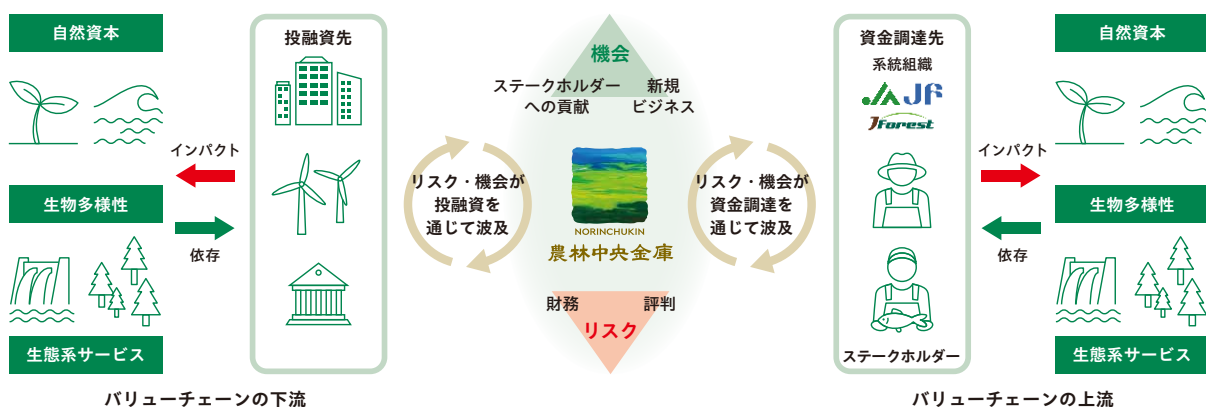 自然資本
インパクト
生物多様性
依存
生態系サービス
バリューチェーンの下流
投融資先
リスク・機会が
投融資を
通じて波及
機会
ステークホルダー
への貢献
新規
ビジネス
NORINCHUKIN
農林中央金庫
財務
評判
リスク
リスク・機会が
資金調達を
通じて波及
資金調達先
系統組織
JA JF
JForest
ステークホルダー
バリューチェーンの上流
自然資本
インパクト
生物多様性
依存
生態系サービス